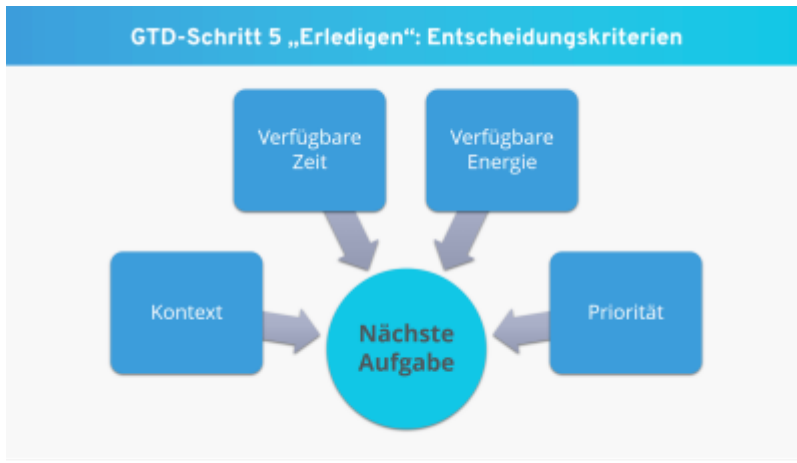 GTD-Schritt 5 „Erledigen“: Entscheidungskriterien
Verfügbare
Zeit
Verfügbare
Energie
Kontext
Priorität
Nächste
Aufgabe